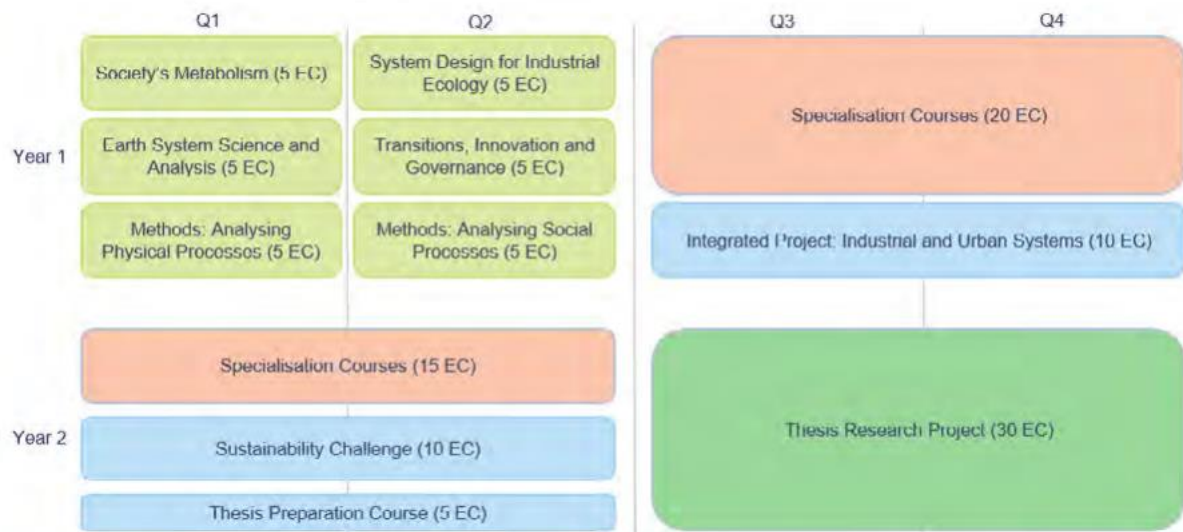 Q1
Q2
Q3
Q4
Year 1
Society's Metabolism (5 EC)
System Design for Industrial
Ecology (5 EC)
Specialisation Courses (20 EC)
Earth System Science and
Analysis (5 EC)
Transitions, Innovation and
Governance (5 EC)
Methods: Analysing
Physical Processes (5 EC)
Methods: Analysing Social
Processes (5 EC)
Integrated Project: Industrial and Urban Systems (10 EC)
Year 2
Specialisation Courses (15 EC)
Sustainability Challenge (10 EC)
Thesis Preparation Course (5 EC)
Thesis Research Project (30 EC)